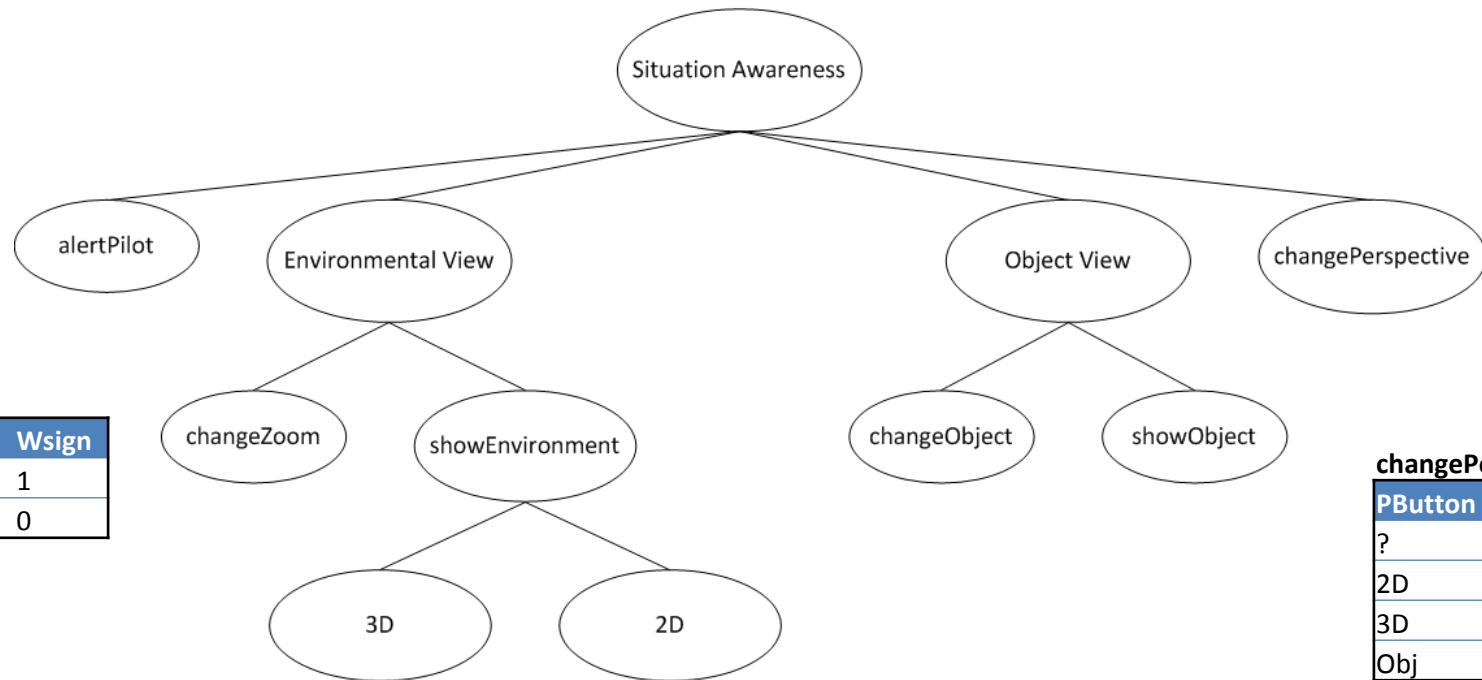 Situation Awareness
alertPilot
Environmental View
Object View
changePerspective
changeZoom
showEnvironment
changeObject
showObject
Wsign
1
0
3D
2D
PButton
?
2D
3D
Obj